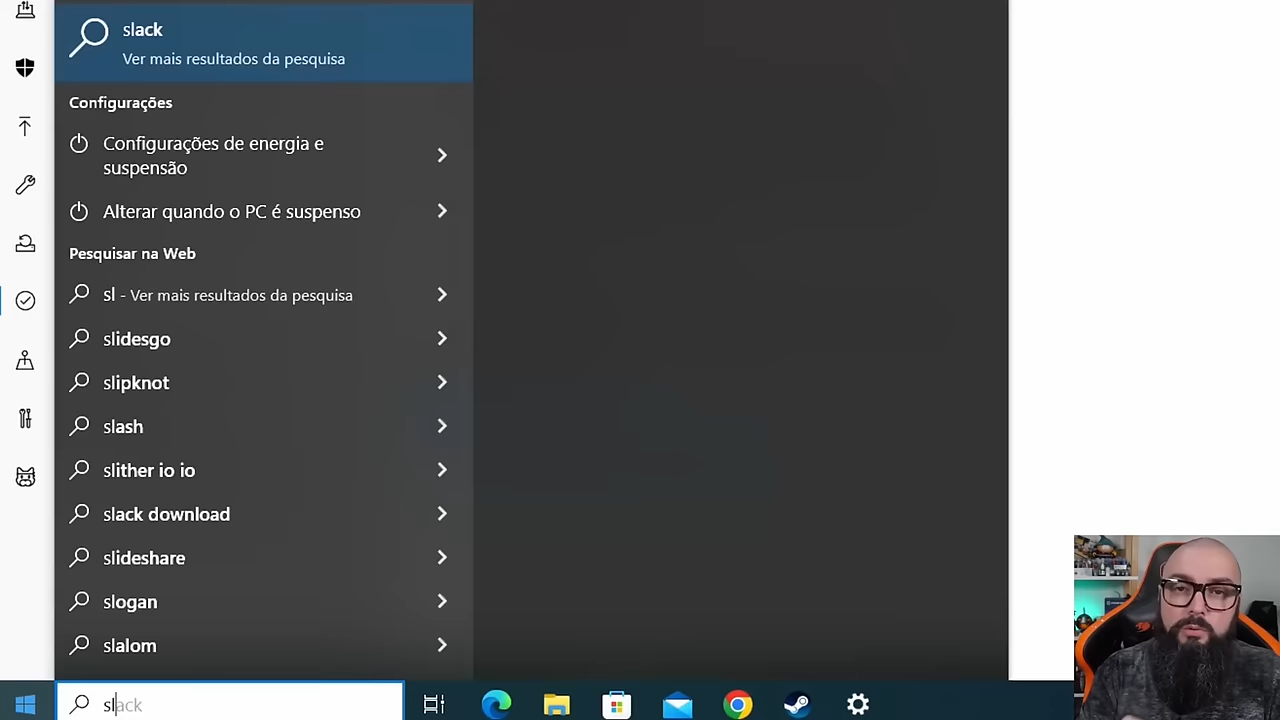 slack
Ver mais resultados da pesquisa
Configurações
Configurações de energia e
suspensão
Alterar quando o PC é suspenso
Pesquisar na Web
sl - Ver mais resultados da pesquisa
slidesgo
slipknot
slash
slither io io
slack download
slideshare
slogan
slalom
slack